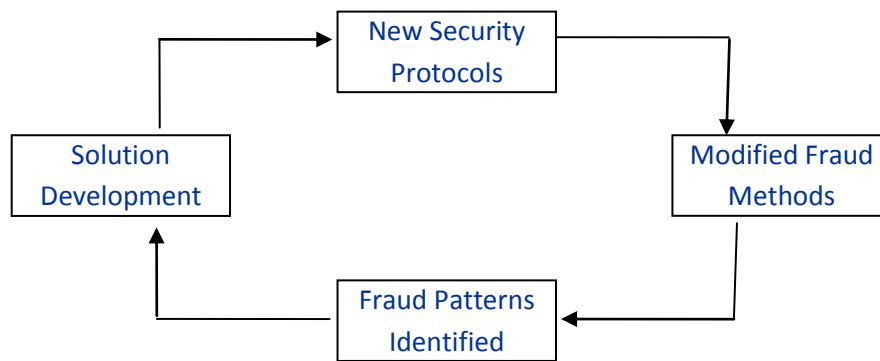 New Security
Protocols
Solution
Development
Modified Fraud
Methods
Fraud Patterns
Identified